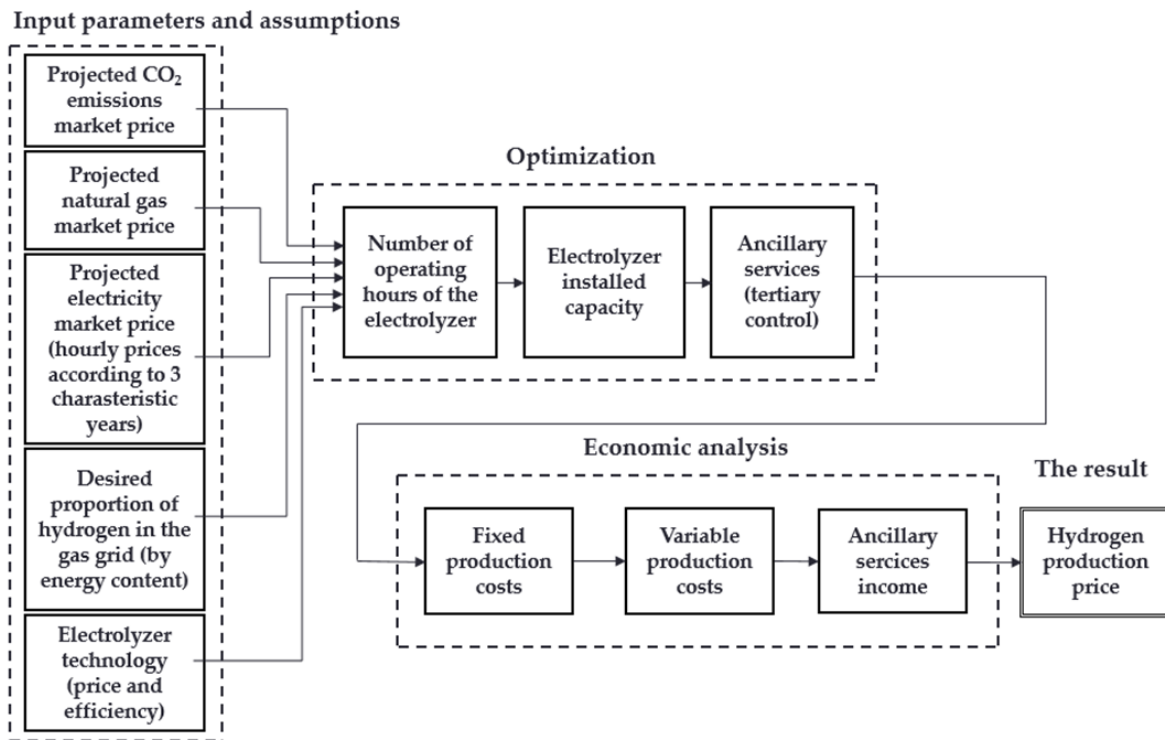 Input parameters and assumptions
Projected CO₂
emissions
market price
Projected
natural gas
market price
Projected
electricity
market price
(hourly prices
according to 3
charasteristic
years)
Desired
proportion of
hydrogen in the
gas grid (by
energy content)
Electrolyzer
technology
(price and
efficiency)
Optimization
Number of
operating
hours of the
electrolyzer
Electrolyzer
installed
capacity
Ancillary
services
(tertiary
control)
Economic analysis
Fixed
production
costs
Variable
production
costs
Ancillary
sercices
income
The result
Hydrogen
production
price